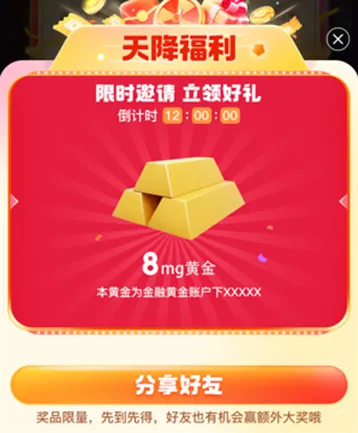 天降福利
限时邀请 立领好礼
倒计时 12:00:00
8mg黄金
本黄金为金融黄金账户下XXXXX
分享好友
奖品限量，先到先得，好友也有机会赢额外大奖哦